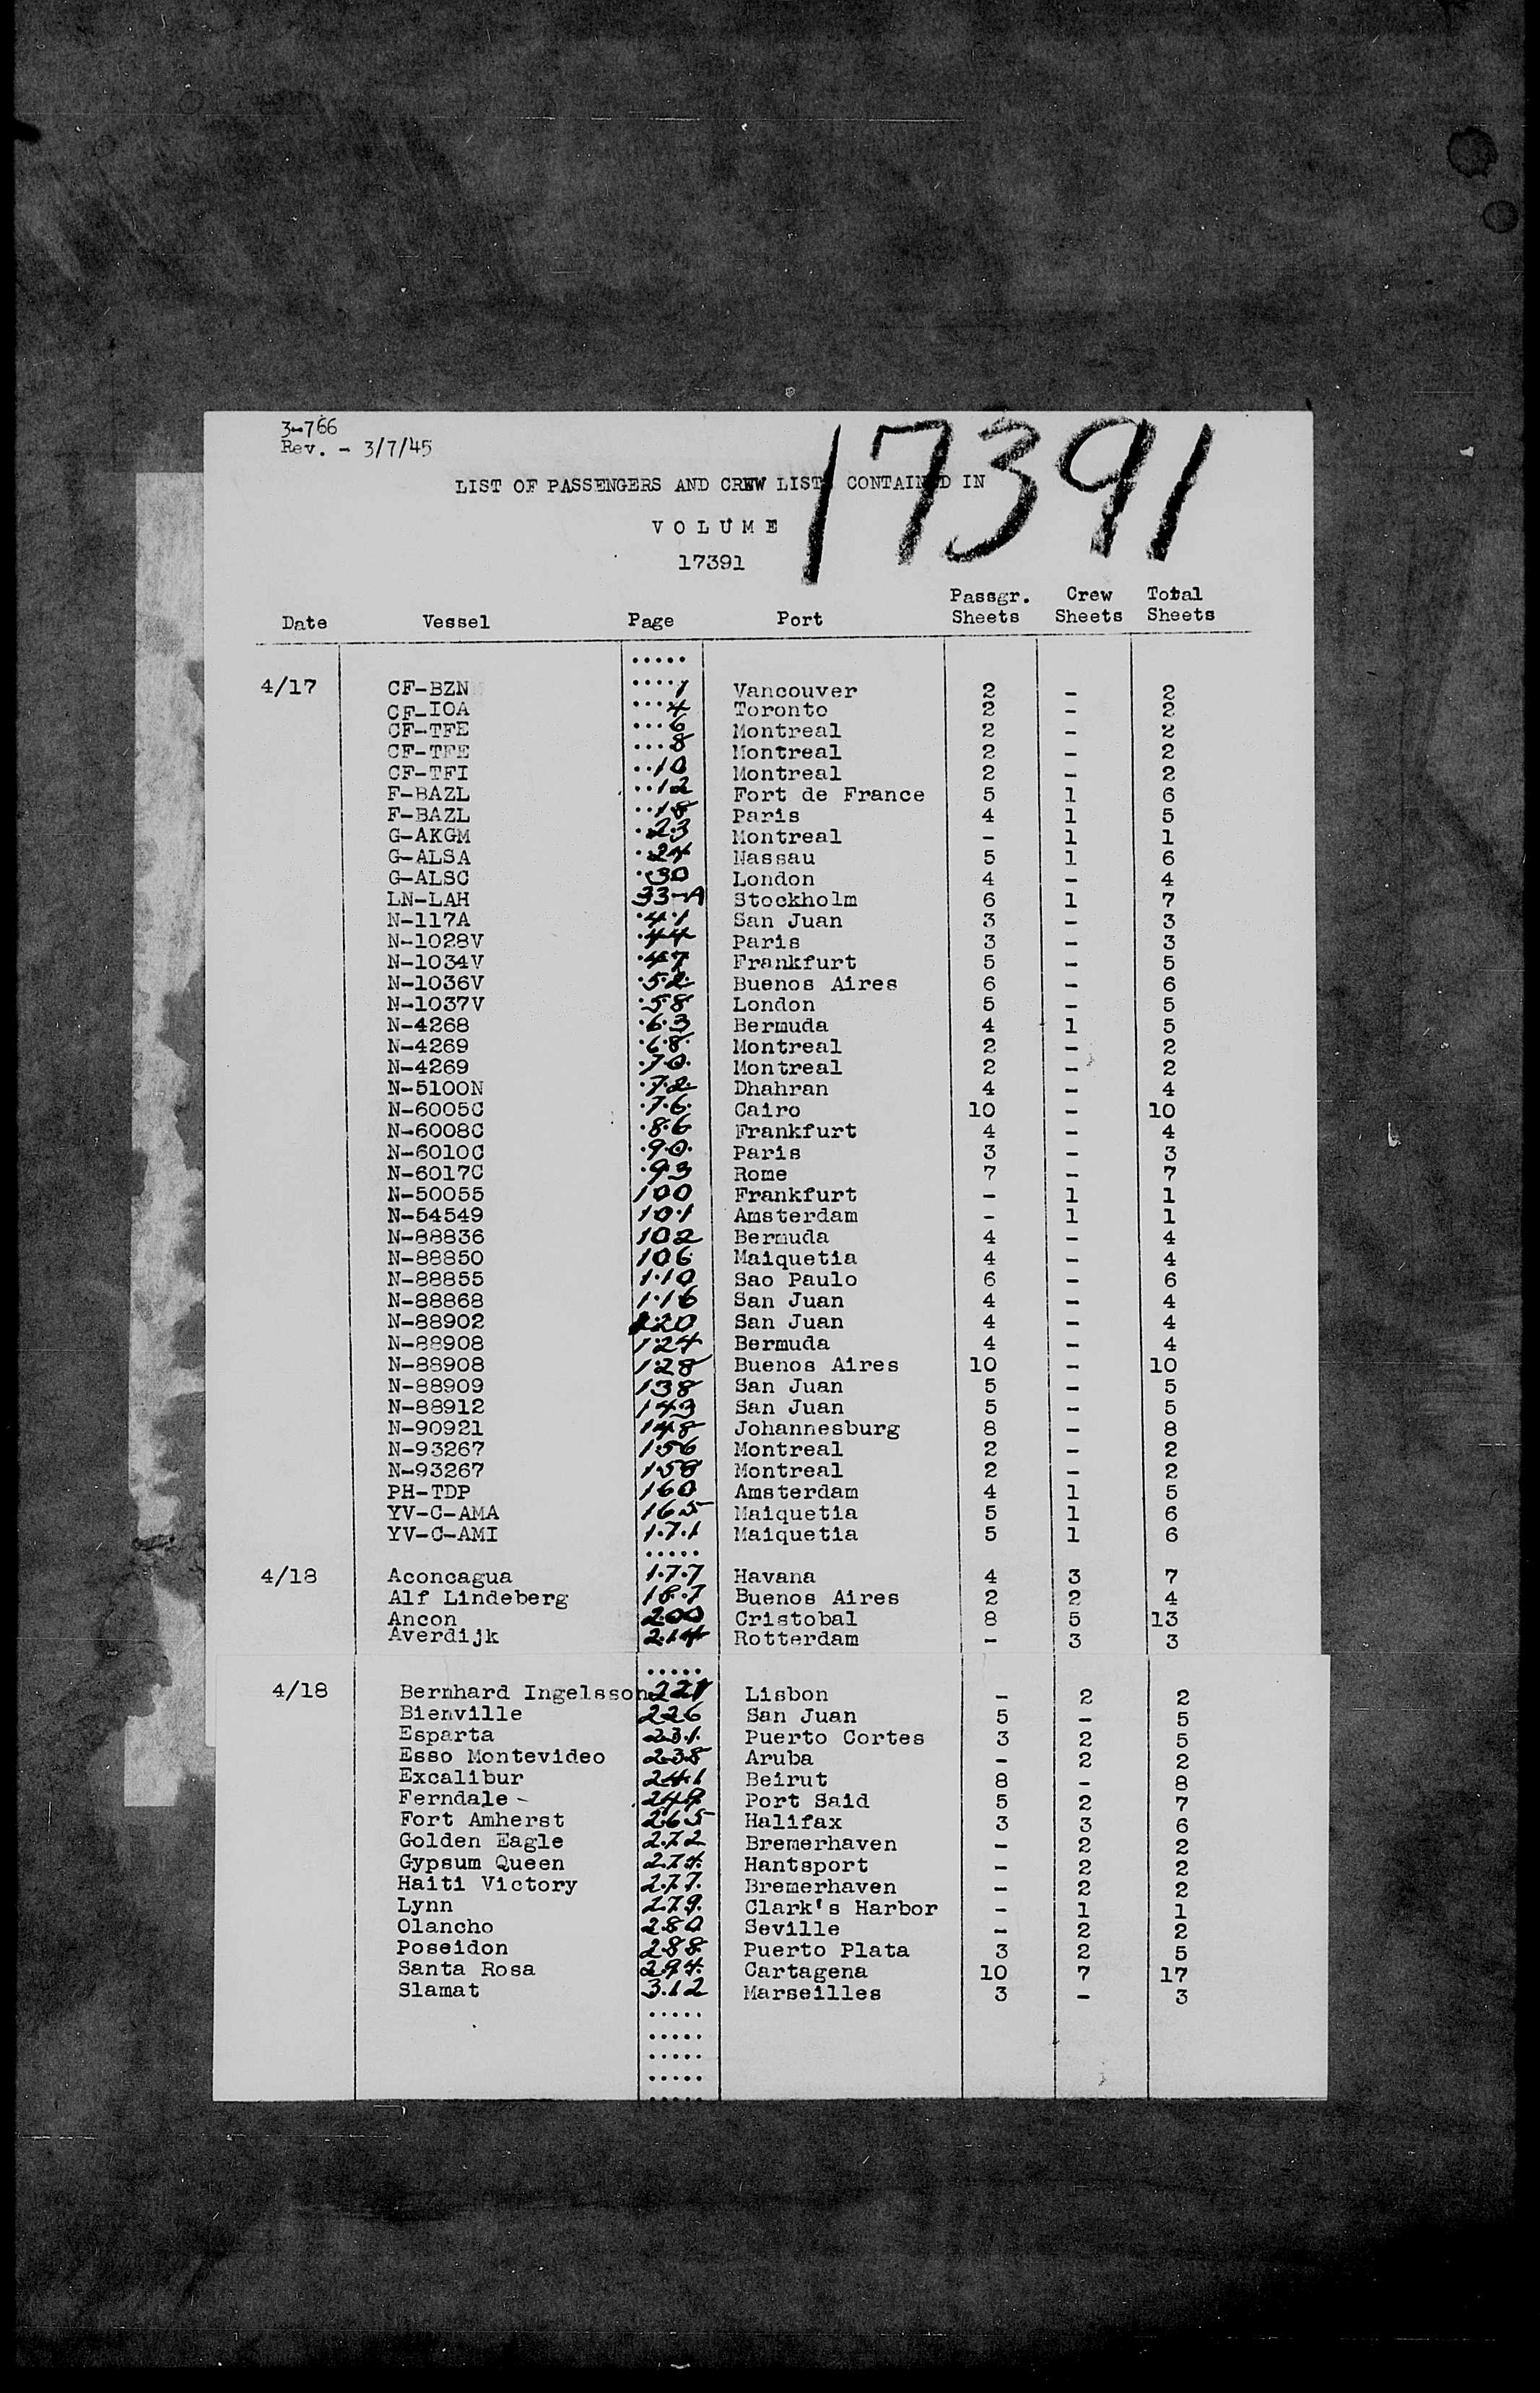 3-766
Rev. - 3/7/45
17391
LIST OF PASSENGERS AND CREW LISTS CONTAINED IN
VOLUME
17391
Date Vessel Page Port Passgr. Sheets Crew Sheets Total Sheets
.....
4/17 CF-BZN 1 Vancouver 2 - 2
CF-IOA 4 Toronto 2 - 2
CF-TFE 6 Montreal 2 - 2
CF-TFE 8 Montreal 2 - 2
CF-TFI 10 Montreal 2 - 2
F-BAZL 12 Fort de France 5 1 6
F-BAZL 18 Paris 4 1 5
G-AKGM 23 Montreal - 1 1
G-ALSA 24 Nassau 5 1 6
G-ALSC 30 London 4 - 4
LN-LAH 33-A Stockholm 6 1 7
N-117A 41 San Juan 3 - 3
N-1028V 44 Paris 3 - 3
N-1034V 47 Frankfurt 5 - 5
N-1036V 52 Buenos Aires 6 - 6
N-1037V 58 London 5 - 5
N-4268 63 Bermuda 4 1 5
N-4269 68 Montreal 2 - 2
N-4269 70 Montreal 2 - 2
N-5100N 72 Dhahran 4 - 4
N-6005C 76 Cairo 10 - 10
N-6008C 86 Frankfurt 4 - 4
N-6010C 90 Paris 3 - 3
N-6017C 93 Rome 7 - 7
N-50055 100 Frankfurt - 1 1
N-54549 101 Amsterdam - 1 1
N-88836 102 Bermuda 4 - 4
N-88850 106 Maiquetia 4 - 4
N-88855 110 Sao Paulo 6 - 6
N-88868 116 San Juan 4 - 4
N-88902 120 San Juan 4 - 4
N-88908 124 Bermuda 4 - 4
N-88908 128 Buenos Aires 10 - 10
N-88909 138 San Juan 5 - 5
N-88912 143 San Juan 5 - 5
N-90921 148 Johannesburg 8 - 8
N-93267 156 Montreal 2 - 2
N-93267 158 Montreal 2 - 2
PH-TDP 160 Amsterdam 4 1 5
YV-C-AMA 165 Maiquetia 5 1 6
YV-C-AMI 171 Maiquetia 5 1 6
.....
4/18 Aconcagua 177 Havana 4 3 7
Alf Lindeberg 187 Buenos Aires 2 2 4
Ancon 200 Cristobal 8 5 13
Averdijk 214 Rotterdam - 3 3
.....
4/18 Bernhard Ingelsson 221 Lisbon - 2 2
Bienville 226 San Juan 5 - 5
Esparta 231 Puerto Cortes 3 2 5
Esso Montevideo 238 Aruba - 2 2
Excalibur 241 Beirut 8 - 8
Ferndale - 249 Port Said 5 2 7
Fort Amherst 265 Halifax 3 3 6
Golden Eagle 272 Bremerhaven - 2 2
Gypsum Queen 274 Hantsport - 2 2
Haiti Victory 277 Bremerhaven - 2 2
Lynn 279 Clark's Harbor - 1 1
Olancho 280 Seville - 2 2
Poseidon 288 Puerto Plata 3 2 5
Santa Rosa 294 Cartagena 10 7 17
Slamat 312 Marseilles 3 - 3
.....
.....
.....
.....
.....